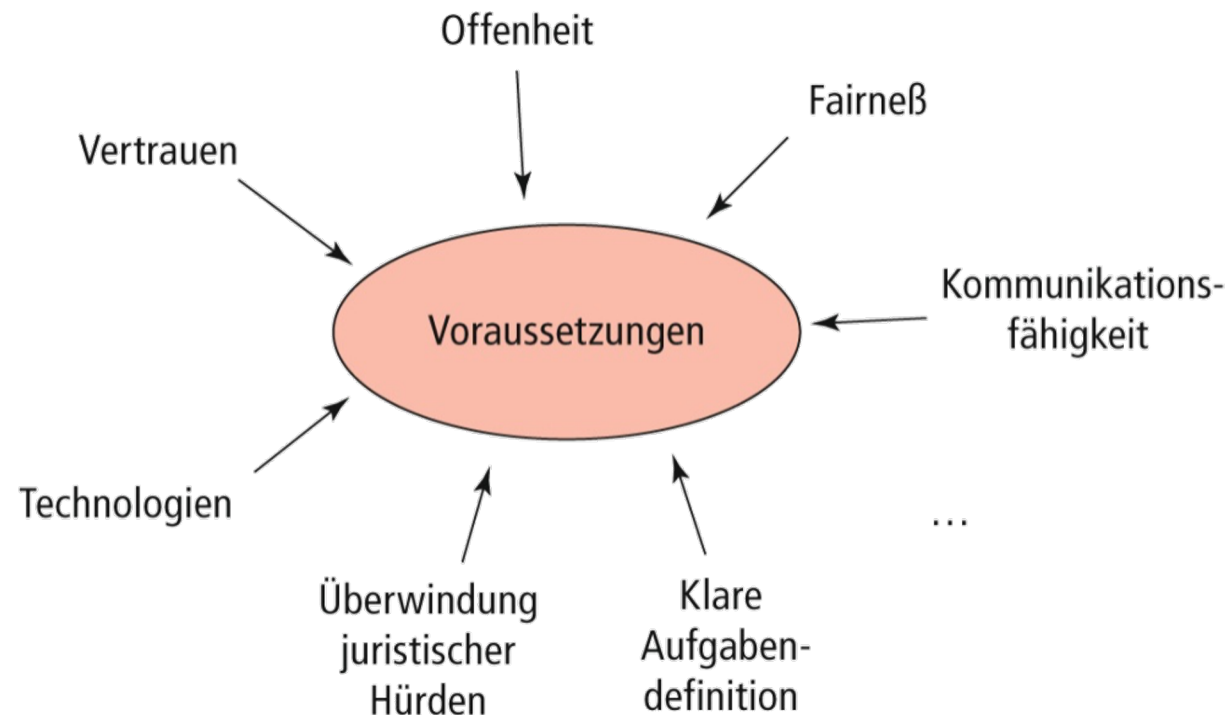 Offenheit
Fairneß
Vertrauen
Kommunikations-
fähigkeit
Voraussetzungen
Technologien
...
Überwindung
juristischer
Hürden
Klare
Aufgaben-
definition